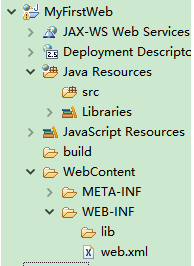 MyFirstWeb
JAX-WS Web Services
Deployment Descripto
Java Resources
src
Libraries
JavaScript Resources
build
WebContent
META-INF
WEB-INF
lib
web.xml